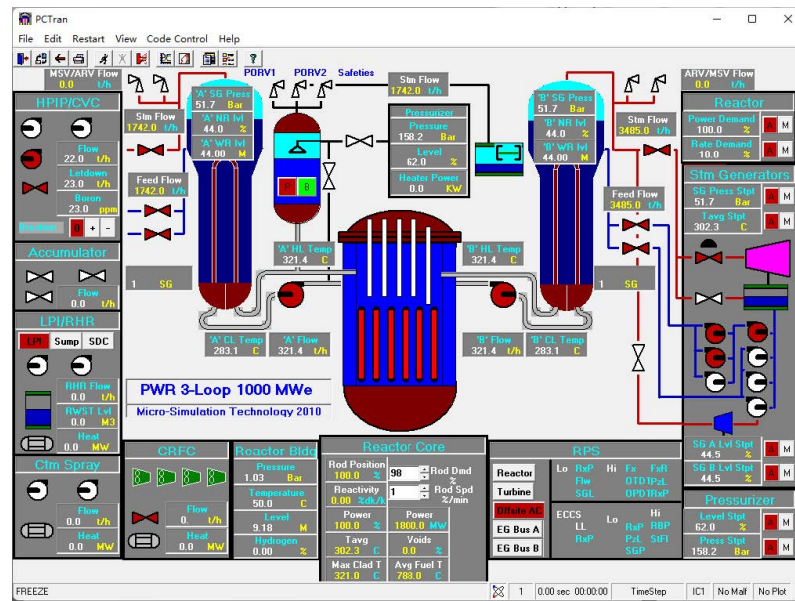 PCTran
File Edit Restart View Code Control Help
MSV/ARV Flow
0.0 t/h
PORV1 PORV2 Safeties
Stm Flow
1742.0 t/h
ARV/MSV Flow
0.0 t/h
HPIP/CVC
Flow
22.0 t/h
Letdown
23.0 t/h
Boron
23.0 ppm
0 + -
Stm Flow
1742.0 t/h
Feed Flow
1742.0 t/h
'A' SG Press
51.7 Bar
'A' NR lvl
44.0 %
'A' WR lvl
44.00 M
Pressurizer
Pressure
158.2 Bar
Level
62.0 %
Heater Power
0.0 KW
'B' SG Press
51.7 Bar
'B' NR lvl
44.0 %
'B' WR lvl
44.00 M
Stm Flow
3485.0 t/h
Feed Flow
3485.0 t/h
Reactor
Power Demand
100.0 % A M
Rate Demand
10.0 % A M
Stm Generators
SG Press Stpt
51.7 Bar A M
Tavg Stpt
302.3 C A M
R B
'A' HL Temp
321.4 C
'B' HL Temp
321.4 C
1 SG
1 SG
Accumulator
Flow
0.0 t/h
'A' CL Temp
283.1 C
'A' Flow
321.4 t/h
'B' Flow
321.4 t/h
'B' CL Temp
283.1 C
LPI/RHR
LPI Sump SDC
RHR Flow
0.0 t/h
RWST Lvl
0.0 M3
Heat
0.0 MW
PWR 3-Loop 1000 MWe
Micro-Simulation Technology 2010
SG A Lvl Stpt
44.5 % A M
SG B Lvl Stpt
44.5 % A M
Ctm Spray
Flow
0.0 t/h
Heat
0.0 MW
CRFC
Flow
0. t/h
Heat
0.0 MW
Reactor Bldg
Pressure
1.03 Bar
Temperature
50.0 C
Level
9.18 M
Hydrogen
0.00 %
Reactor Core
Rod Position
100.0 %
98 Rod Dmd
%
Reactivity
0.00 %dk/k
1 Rod Spd
%/min
Power
100.0 %
Power
1800.0 MW
Tavg
302.3 C
Voids
0.0 %
Max Clad T
321.0 C
Avg Fuel T
788.0 C
RPS
Reactor
Turbine
Offsite AC
EG Bus A
EG Bus B
Lo RxP Hi Fx FxR
Flw OTDT PzL
SGL OPDT RxP
ECCS Lo Hi
LL RxP RBP
RxP PzL StFl
SGP
Pressurizer
Level Stpt
62.0 % A M
Press Stpt
158.2 Bar A M
FREEZE
1 0.00 sec 00:00:00 TimeStep IC1 No Malf No Plot